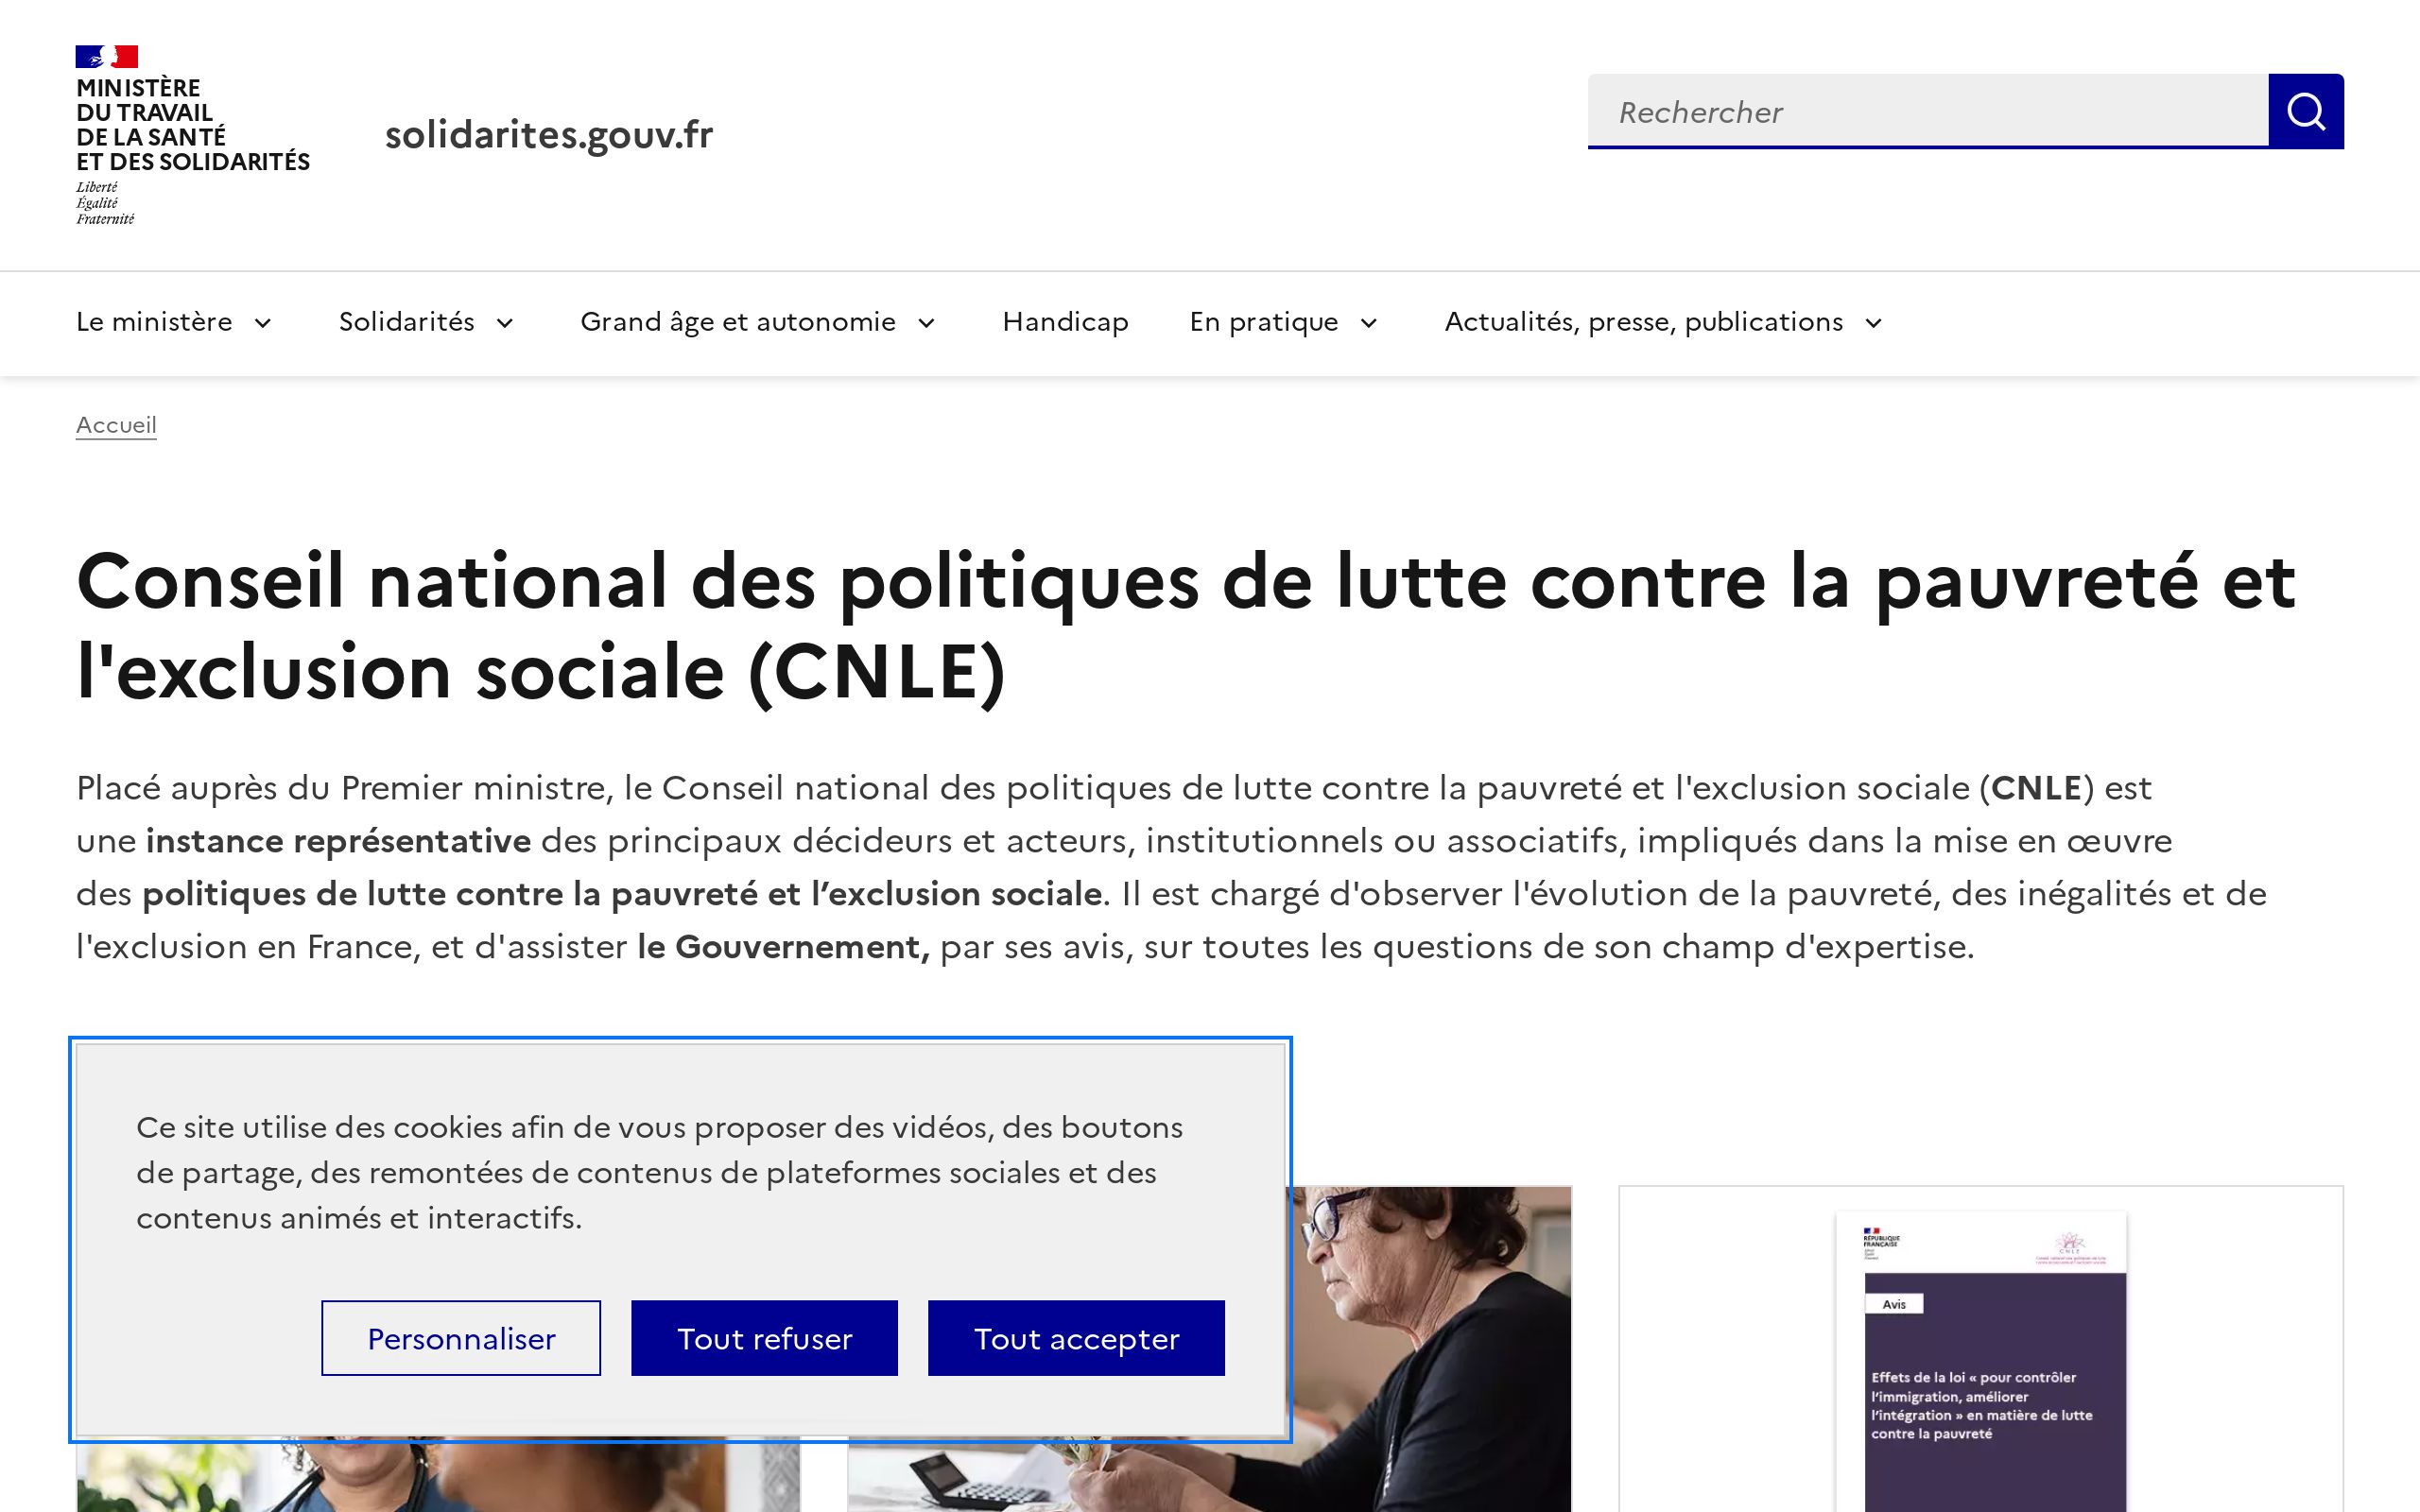 MINISTÈRE
DU TRAVAIL
DE LA SANTÉ
ET DES SOLIDARITÉS
Liberté
Égalité
Fraternité
solidarites.gouv.fr
Rechercher
Le ministère
Solidarités
Grand âge et autonomie
Handicap
En pratique
Actualités, presse, publications
Accueil
Conseil national des politiques de lutte contre la pauvreté et
l'exclusion sociale (CNLE)
Placé auprès du Premier ministre, le Conseil national des politiques de lutte contre la pauvreté et l'exclusion sociale (CNLE) est
une instance représentative des principaux décideurs et acteurs, institutionnels ou associatifs, impliqués dans la mise en œuvre
des politiques de lutte contre la pauvreté et l’exclusion sociale. Il est chargé d'observer l'évolution de la pauvreté, des inégalités et de
l'exclusion en France, et d'assister le Gouvernement, par ses avis, sur toutes les questions de son champ d'expertise.
Ce site utilise des cookies afin de vous proposer des vidéos, des boutons
de partage, des remontées de contenus de plateformes sociales et des
contenus animés et interactifs.
Personnaliser
Tout refuser
Tout accepter
RÉPUBLIQUE
FRANÇAISE
CNLE
Avis
Effets de la loi « pour contrôler
l’immigration, améliorer
l’intégration » en matière de lutte
contre la pauvreté